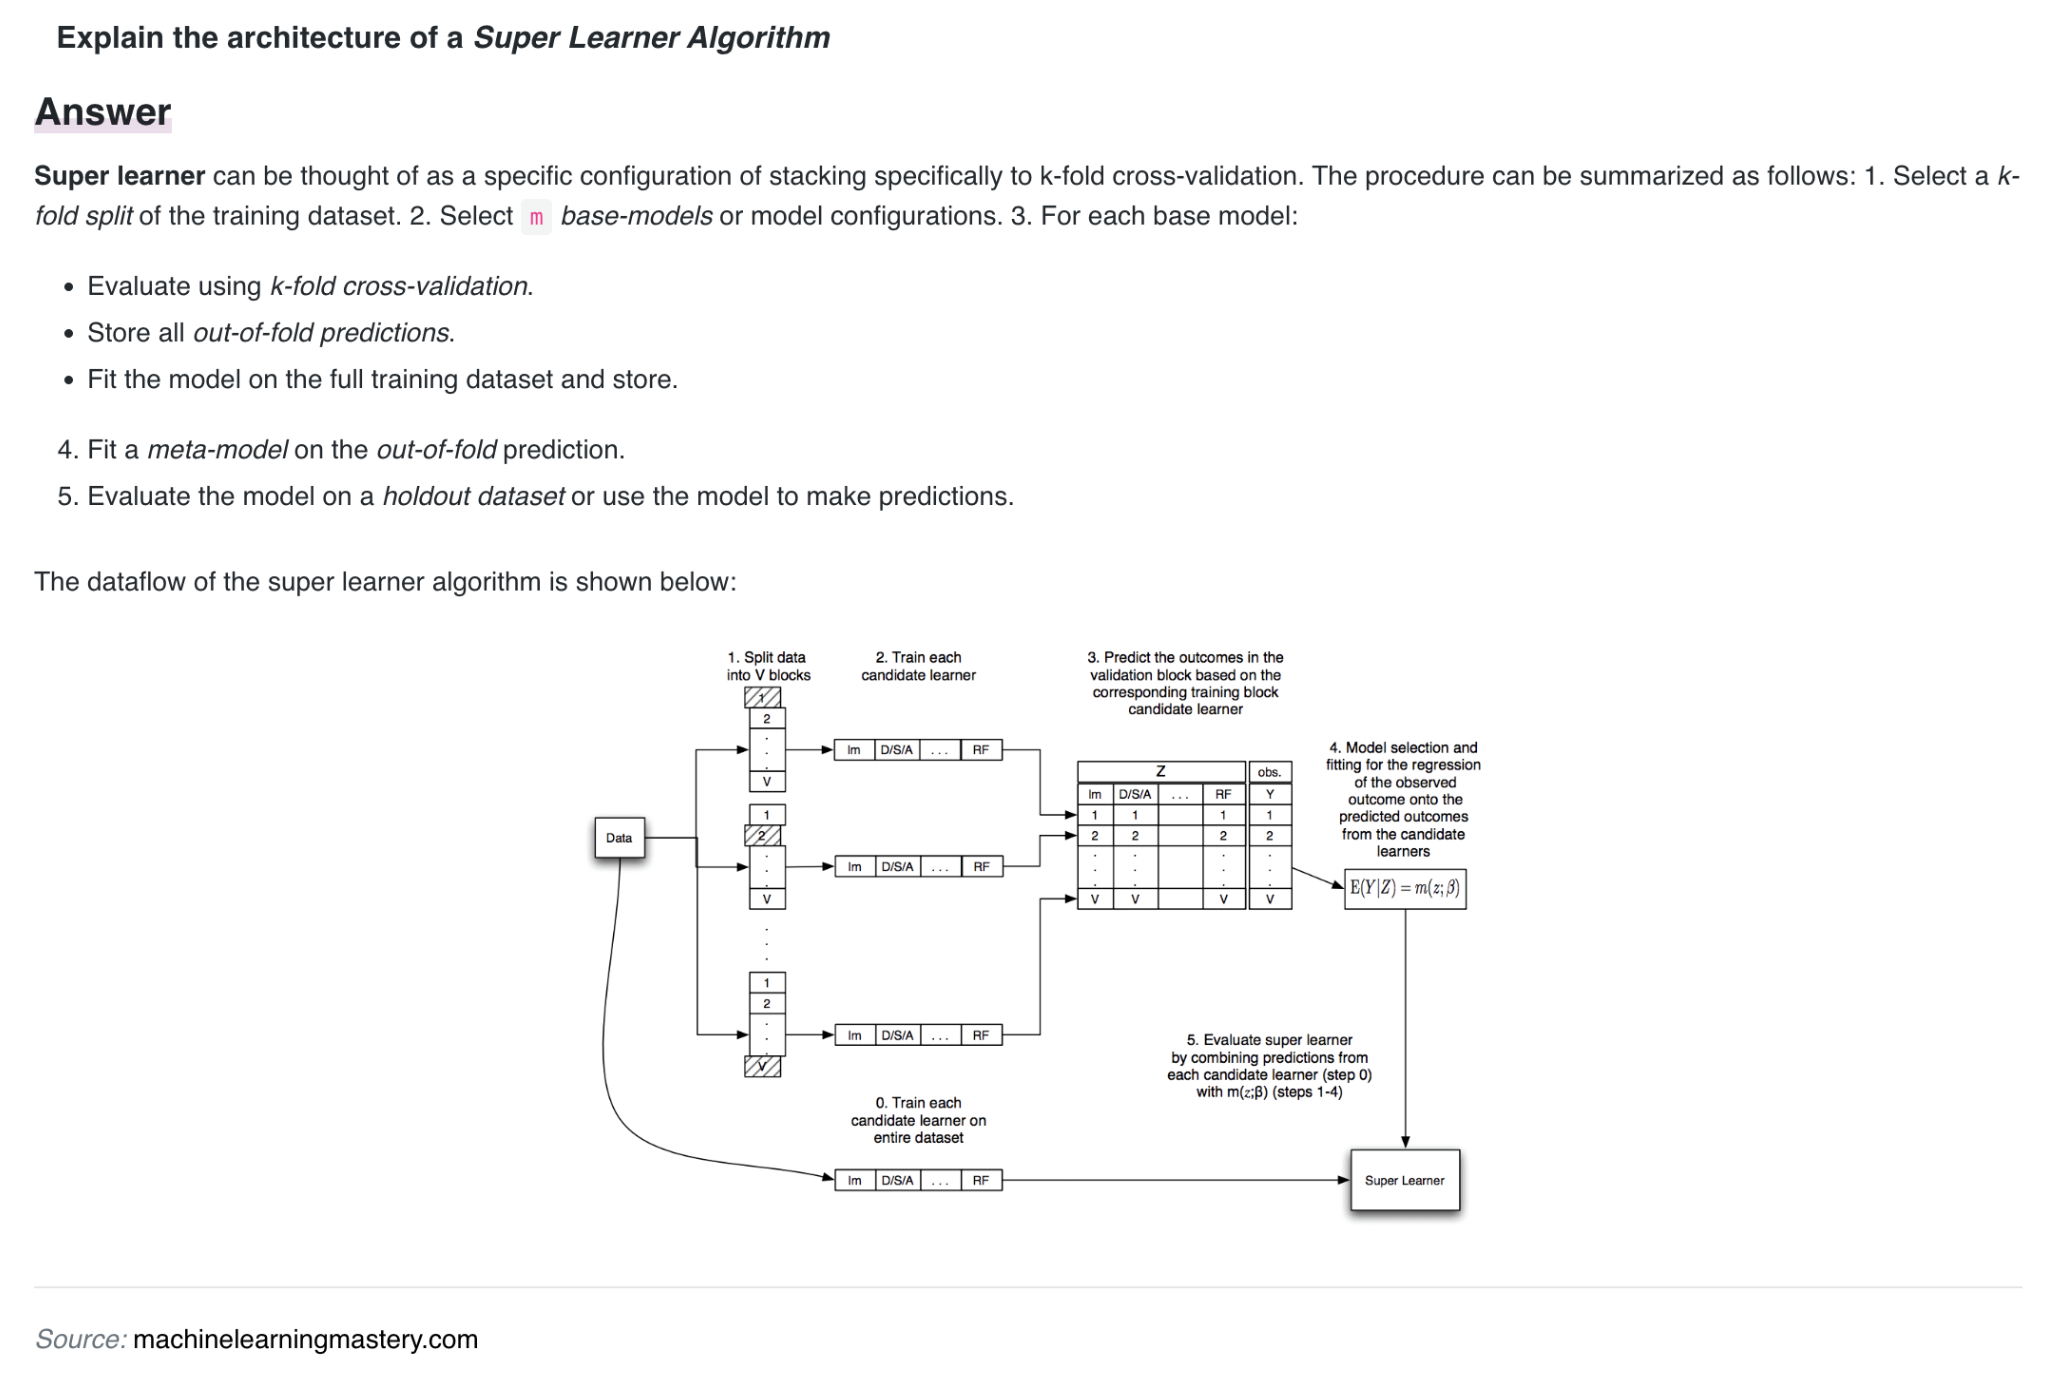 Explain the architecture of a Super Learner Algorithm
Answer
Super learner can be thought of as a specific configuration of stacking specifically to k-fold cross-validation. The procedure can be summarized as follows: 1. Select a k-
fold split of the training dataset. 2. Select m base-models or model configurations. 3. For each base model:
• Evaluate using k-fold cross-validation.
• Store all out-of-fold predictions.
• Fit the model on the full training dataset and store.
4. Fit a meta-model on the out-of-fold prediction.
5. Evaluate the model on a holdout dataset or use the model to make predictions.
The dataflow of the super learner algorithm is shown below:
1. Split data
into V blocks
2. Train each
candidate learner
3. Predict the outcomes in the
validation block based on the
corresponding training block
candidate learner
4. Model selection and
fitting for the regression
of the observed
outcome onto the
predicted outcomes
from the candidate
learners
Data
1
2
.
.
.
V
lm D/S/A ... RF
1
2
.
.
.
V
lm D/S/A ... RF
.
.
.
1
2
.
.
.
V
lm D/S/A ... RF
Z obs.
lm D/S/A ... RF Y
1 1 1 1
2 2 2 2
. . . .
. . . .
. . . .
V V V V
E(Y|Z) = m(z;β)
5. Evaluate super learner
by combining predictions from
each candidate learner (step 0)
with m(z;β) (steps 1-4)
0. Train each
candidate learner on
entire dataset
lm D/S/A ... RF
Super Learner
Source: machinelearningmastery.com